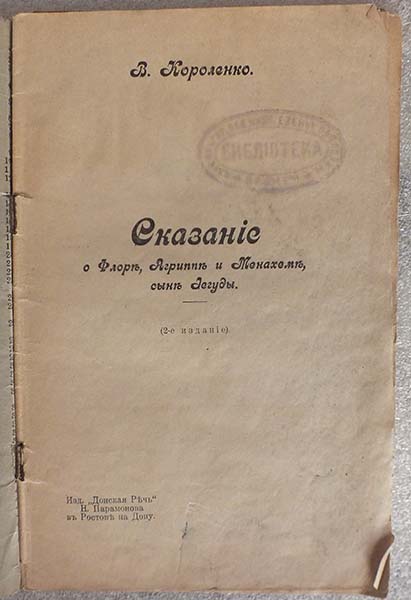 В. Короленко.
БИБЛІОТЕКА
Сказаніе
о Флорѣ, Агриппѣ и Менахемѣ,
сынѣ Іегуды.
(2-е изданіе).
Изд. „Донская Рѣчь“
Н. Парамонова
въ Ростовѣ на Дону.